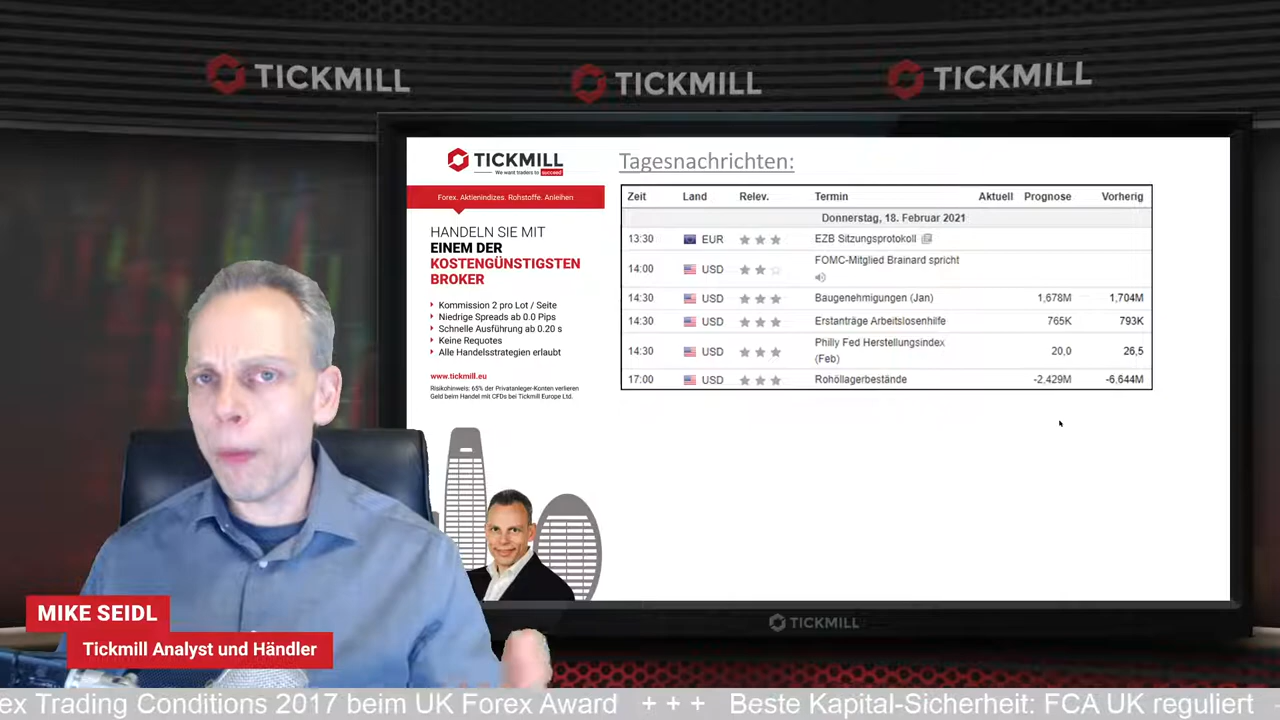 TICKMILL
TICKMILL
TICKMILL
TICKMILL
We want traders to succeed
Forex. Aktienindizes. Rohstoffe. Anleihen
HANDELN SIE MIT
EINEM DER
KOSTENGÜNSTIGSTEN
BROKER
Kommission 2 pro Lot / Seite
Niedrige Spreads ab 0.0 Pips
Schnelle Ausführung ab 0.20 s
Keine Requotes
Alle Handelsstrategien erlaubt
www.tickmill.eu
Risikohinweis: 65% der Privatanleger-Konten verlieren
Geld beim Handel mit CFDs bei Tickmill Europe Ltd.
Tagesnachrichten:
Zeit Land Relev. Termin Aktuell Prognose Vorherig
Donnerstag, 18. Februar 2021
13:30 EUR EZB Sitzungsprotokoll
14:00 USD FOMC-Mitglied Brainard spricht
14:30 USD Baugenehmigungen (Jan) 1,678M 1,704M
14:30 USD Erstanträge Arbeitslosenhilfe 765K 793K
14:30 USD Philly Fed Herstellungsindex
(Feb) 20,0 26,5
17:00 USD Rohöllagerbestände -2,429M -6,644M
TICKMILL
MIKE SEIDL
Tickmill Analyst und Händler
ex Trading Conditions 2017 beim UK Forex Award + + + Beste Kapital-Sicherheit: FCA UK reguliert